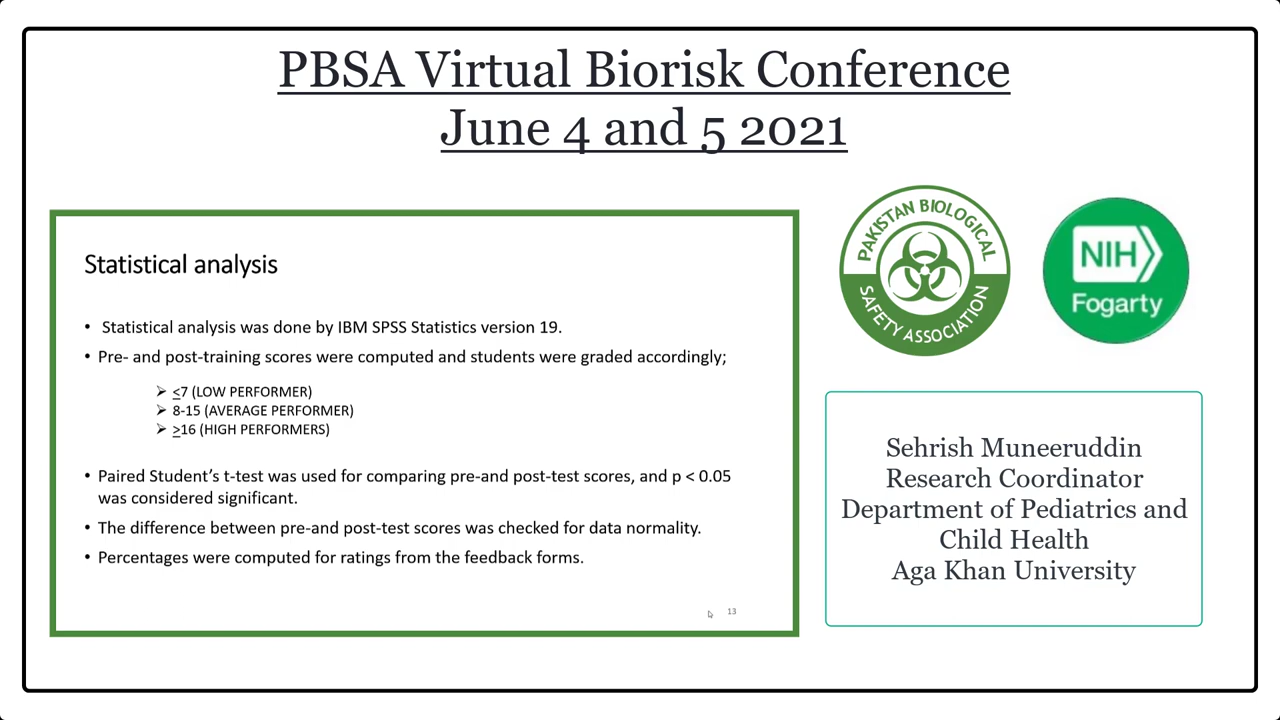 PBSA Virtual Biorisk Conference
June 4 and 5 2021
Statistical analysis
• Statistical analysis was done by IBM SPSS Statistics version 19.
• Pre- and post-training scores were computed and students were graded accordingly;
➢ ≤7 (LOW PERFORMER)
➢ 8-15 (AVERAGE PERFORMER)
➢ ≥16 (HIGH PERFORMERS)
• Paired Student’s t-test was used for comparing pre-and post-test scores, and p < 0.05
was considered significant.
• The difference between pre-and post-test scores was checked for data normality.
• Percentages were computed for ratings from the feedback forms.
13
PAKISTAN BIOLOGICAL
SAFETY ASSOCIATION
NIH
Fogarty
Sehrish Muneeruddin
Research Coordinator
Department of Pediatrics and
Child Health
Aga Khan University